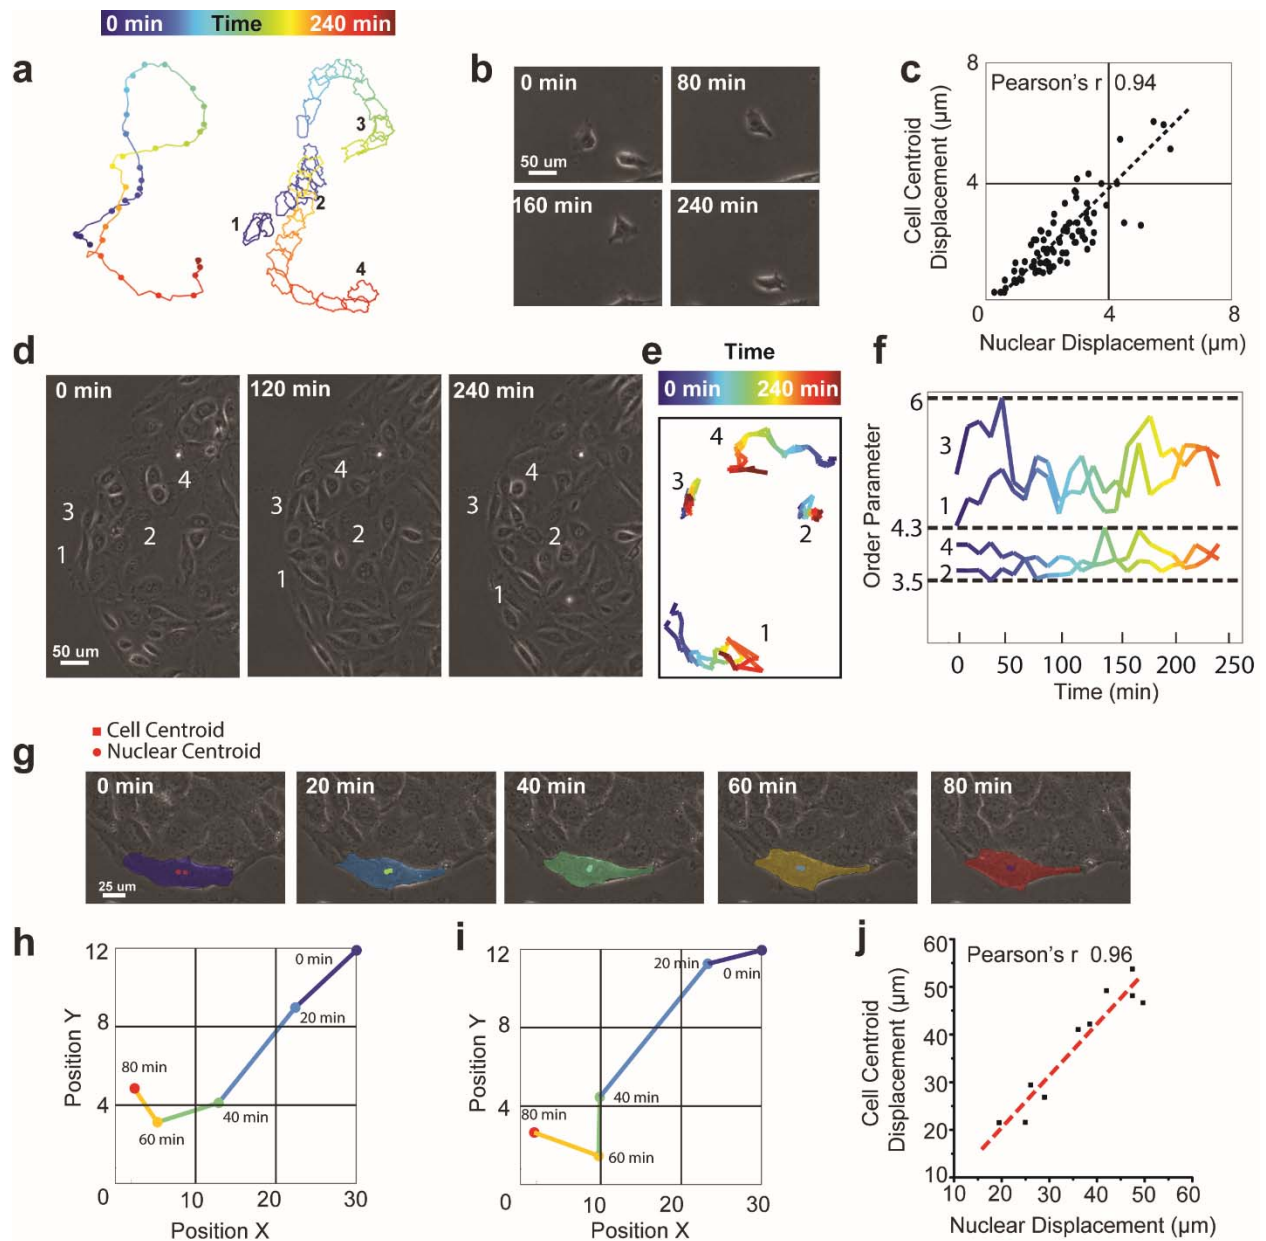 0 min Time 240 min
a
1
2
3
4
b
0 min
80 min
50 um
160 min
240 min
c
Pearson's r 0.94
Cell Centroid
Displacement (µm)
8
4
0 4 8
Nuclear Displacement (µm)
d
0 min
120 min
240 min
4
3
2
1
50 um
4
3
2
1
4
3
2
1
e
Time
0 min 240 min
4
3
2
1
f
Order Parameter
6
4.3
3.5
3
1
4
2
0 50 100 150 200 250
Time (min)
Cell Centroid
Nuclear Centroid
g
0 min
20 min
40 min
60 min
80 min
25 um
h
Position Y
12
8
4
0 10 20 30
0 min
20 min
40 min
60 min
80 min
Position X
i
Position Y
12
8
4
0 10 20 30
20 min
0 min
40 min
80 min
60 min
Position X
j
Pearson's r 0.96
Cell Centroid
Displacement (µm)
60
50
40
30
20
10
10 20 30 40 50 60
Nuclear Displacement (µm)